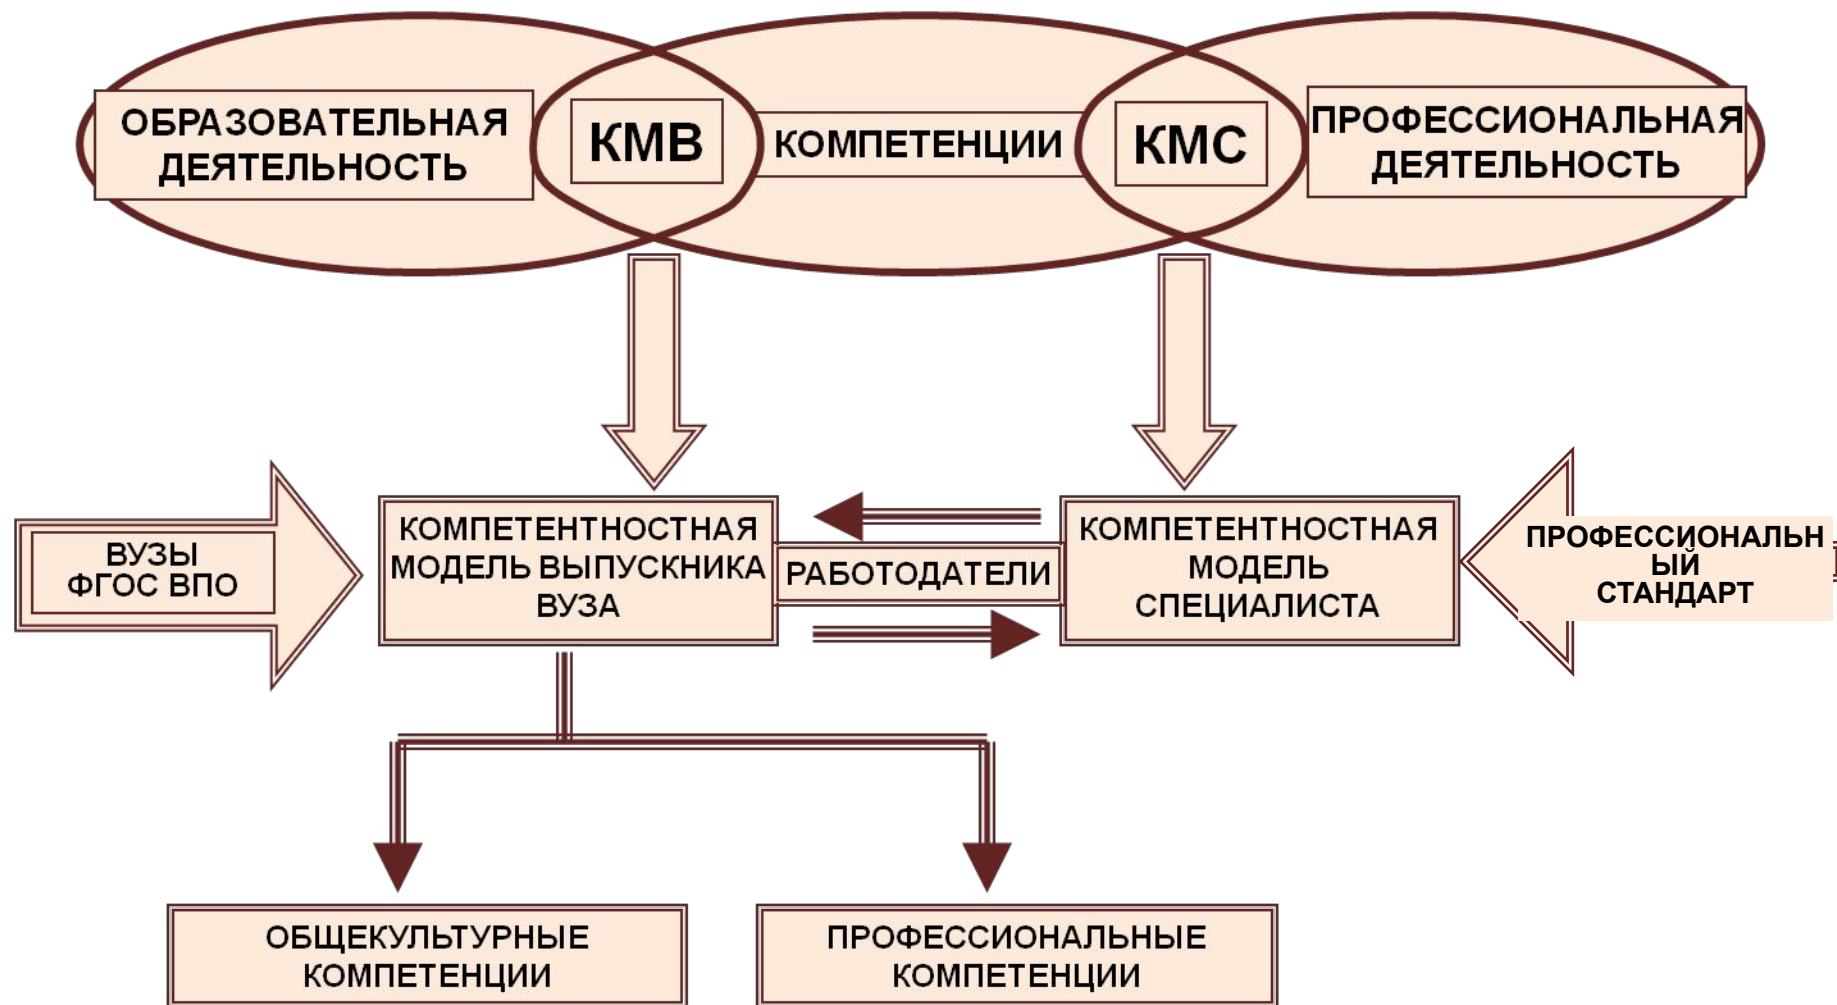 ОБРАЗОВАТЕЛЬНАЯ
ДЕЯТЕЛЬНОСТЬ
КМВ
КОМПЕТЕНЦИИ
КМС
ПРОФЕССИОНАЛЬНАЯ
ДЕЯТЕЛЬНОСТЬ
ВУЗЫ
ФГОС ВПО
КОМПЕТЕНТНОСТНАЯ
МОДЕЛЬ ВЫПУСКНИКА
ВУЗА
РАБОТОДАТЕЛИ
КОМПЕТЕНТНОСТНАЯ
МОДЕЛЬ
СПЕЦИАЛИСТА
ПРОФЕССИОНАЛЬН
ЫЙ
СТАНДАРТ
ОБЩЕКУЛЬТУРНЫЕ
КОМПЕТЕНЦИИ
ПРОФЕССИОНАЛЬНЫЕ
КОМПЕТЕНЦИИ